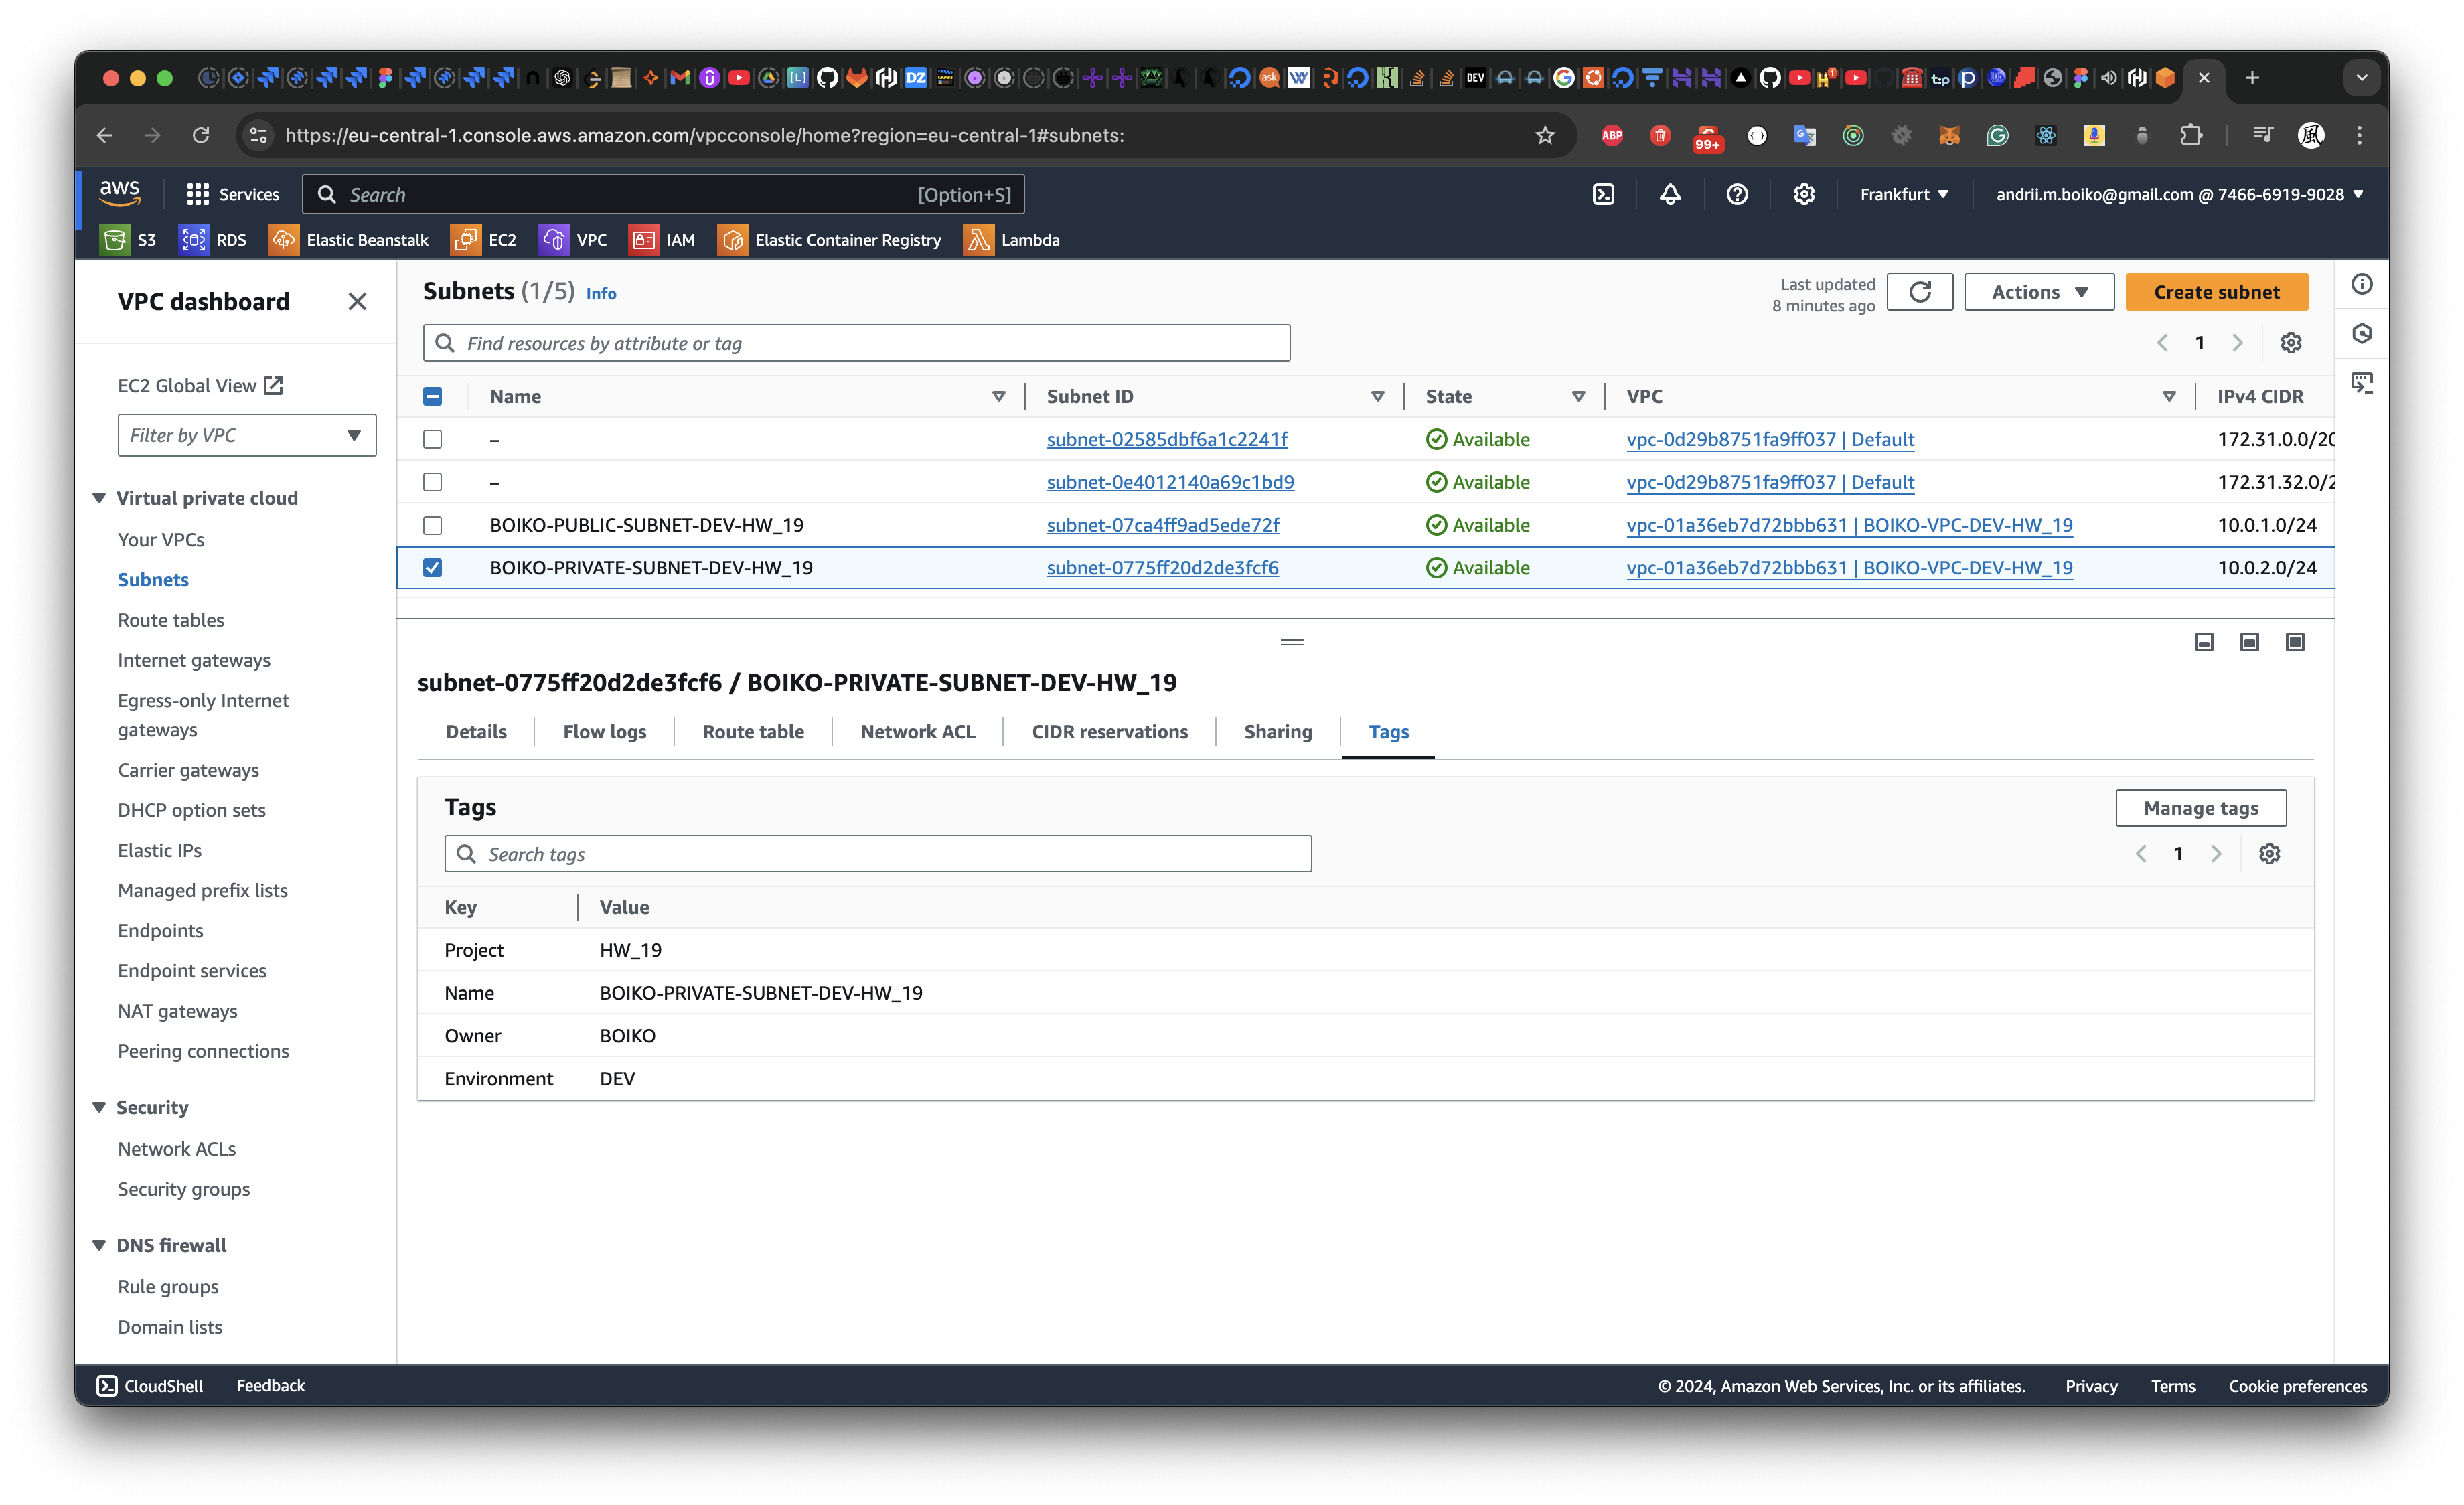 https://eu-central-1.console.aws.amazon.com/vpcconsole/home?region=eu-central-1#subnets:
ABP
99+
aws
Services
Search
[Option+S]
Frankfurt
andrii.m.boiko@gmail.com @ 7466-6919-9028
S3
RDS
Elastic Beanstalk
EC2
VPC
IAM
Elastic Container Registry
Lambda
VPC dashboard
EC2 Global View
Filter by VPC
Virtual private cloud
Your VPCs
Subnets
Route tables
Internet gateways
Egress-only Internet
gateways
Carrier gateways
DHCP option sets
Elastic IPs
Managed prefix lists
Endpoints
Endpoint services
NAT gateways
Peering connections
Security
Network ACLs
Security groups
DNS firewall
Rule groups
Domain lists
Subnets (1/5) Info
Last updated
8 minutes ago
Actions
Create subnet
Find resources by attribute or tag
1
Name Subnet ID State VPC IPv4 CIDR
– subnet-02585dbf6a1c2241f Available vpc-0d29b8751fa9ff037 | Default 172.31.0.0/20
– subnet-0e4012140a69c1bd9 Available vpc-0d29b8751fa9ff037 | Default 172.31.32.0/2
BOIKO-PUBLIC-SUBNET-DEV-HW_19 subnet-07ca4ff9ad5ede72f Available vpc-01a36eb7d72bbb631 | BOIKO-VPC-DEV-HW_19 10.0.1.0/24
BOIKO-PRIVATE-SUBNET-DEV-HW_19 subnet-0775ff20d2de3fcf6 Available vpc-01a36eb7d72bbb631 | BOIKO-VPC-DEV-HW_19 10.0.2.0/24
subnet-0775ff20d2de3fcf6 / BOIKO-PRIVATE-SUBNET-DEV-HW_19
Details Flow logs Route table Network ACL CIDR reservations Sharing Tags
Tags
Manage tags
Search tags
1
Key Value
Project HW_19
Name BOIKO-PRIVATE-SUBNET-DEV-HW_19
Owner BOIKO
Environment DEV
CloudShell
Feedback
© 2024, Amazon Web Services, Inc. or its affiliates.
Privacy
Terms
Cookie preferences